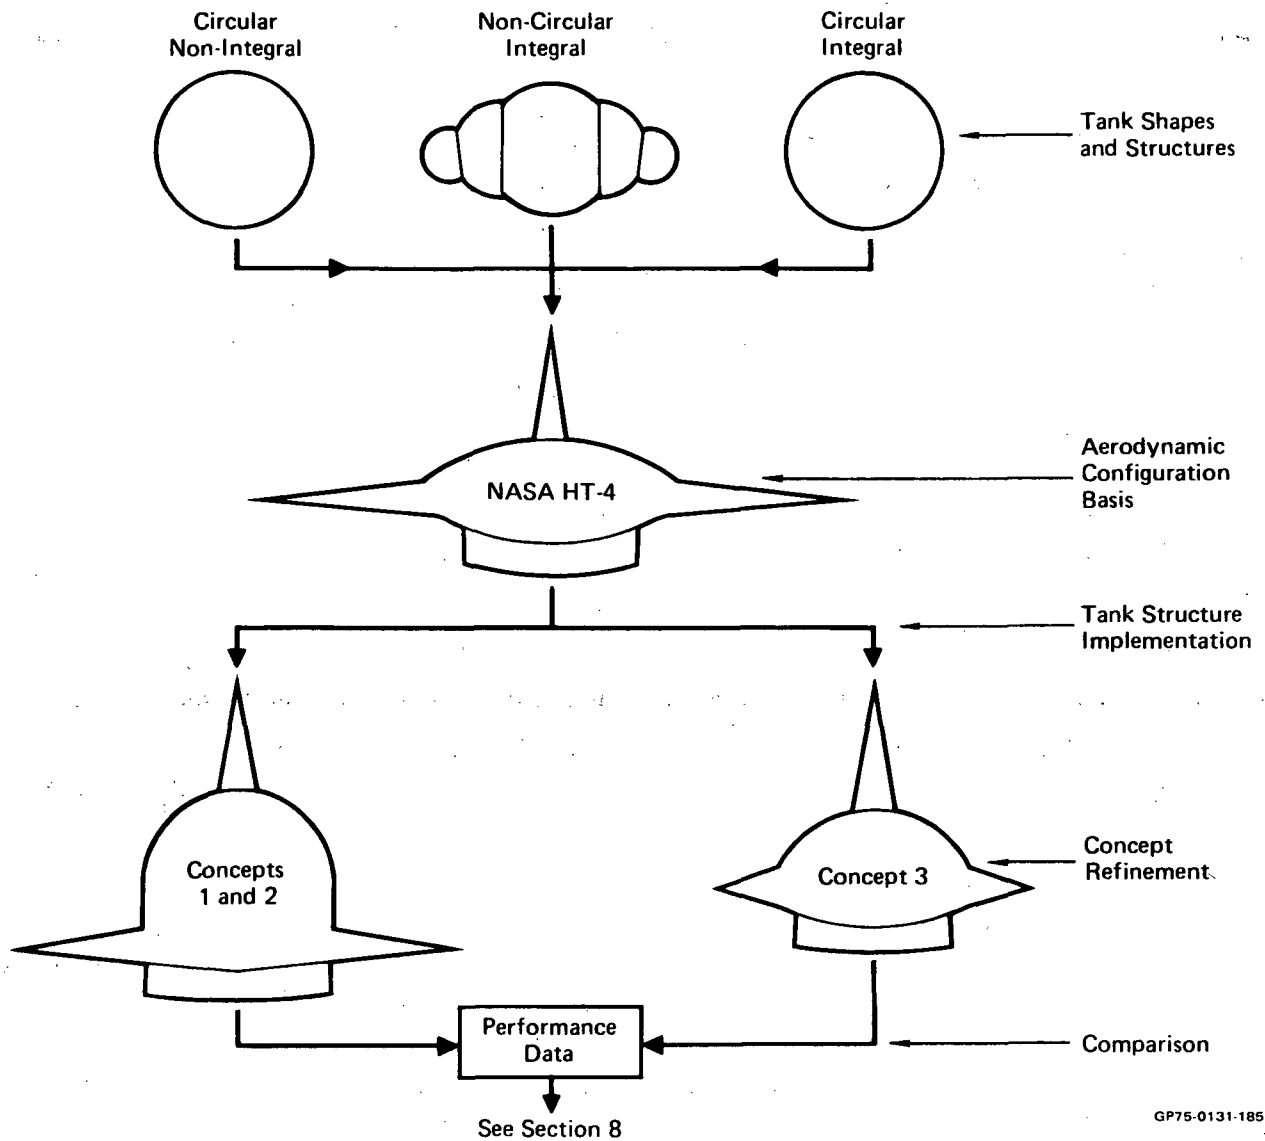 Circular
Non-Integral
Non-Circular
Integral
Circular
Integral
Tank Shapes
and Structures
Aerodynamic
Configuration
Basis
NASA HT-4
Tank Structure
Implementation
Concepts
1 and 2
Concept 3
Concept
Refinement
Performance
Data
Comparison
See Section 8
GP75-0131-185